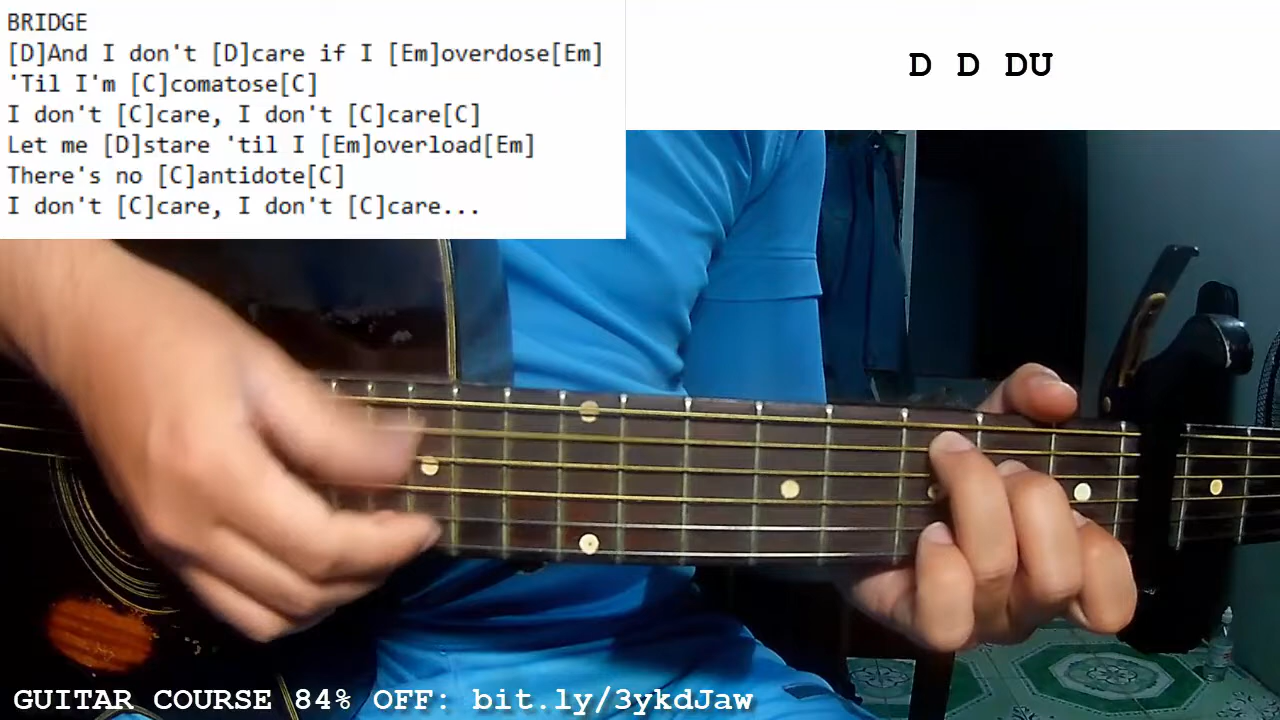 BRIDGE
[D]And I don't [D]care if I [Em]overdose[Em]
'Til I'm [C]comatose[C]
I don't [C]care, I don't [C]care[C]
Let me [D]stare 'til I [Em]overload[Em]
There's no [C]antidote[C]
I don't [C]care, I don't [C]care...
D D DU
GUITAR COURSE 84% OFF: bit.ly/3ykdJaw